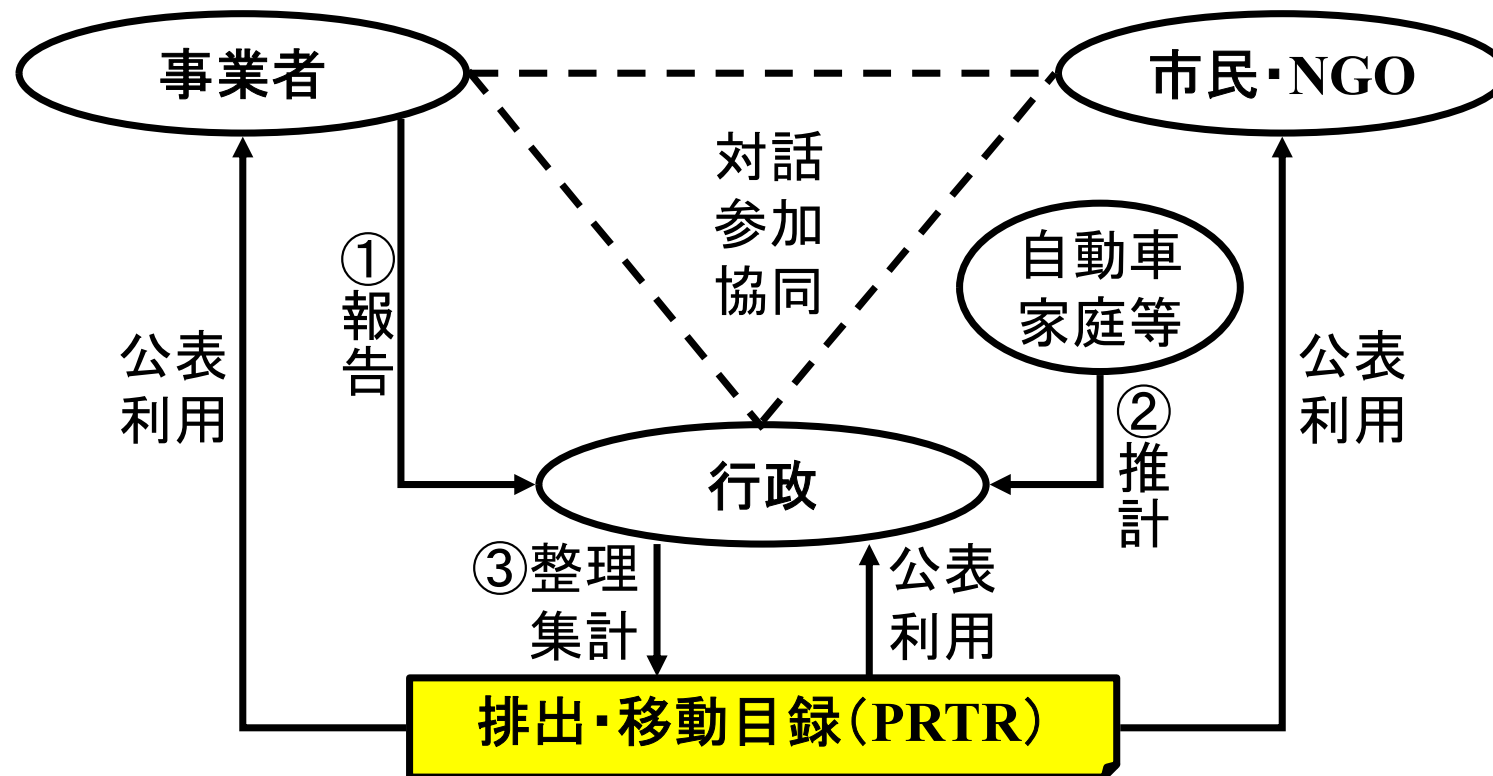 事業者
市民・NGO
対話
参加
協同
自動車
家庭等
①報告
公表
利用
公表
利用
②推計
行政
③整理
集計
公表
利用
排出・移動目録（PRTR）